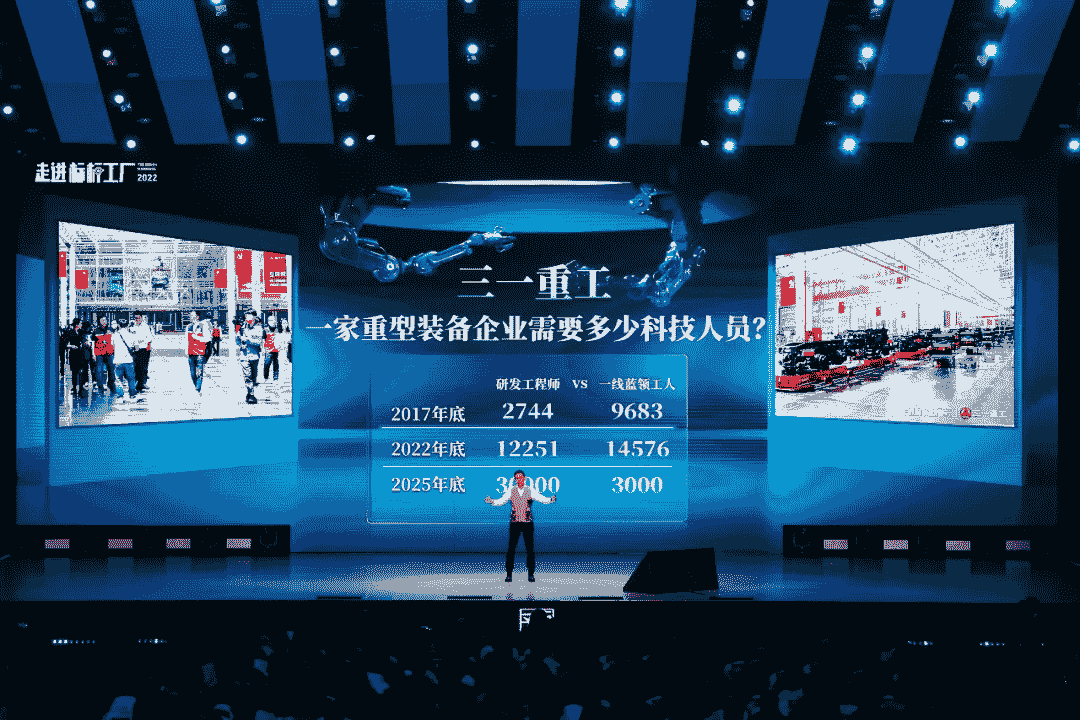 走进标杆工厂
2022
三一重工
一家重型装备企业需要多少科技人员？
研发工程师 VS 一线蓝领工人
2017年底 2744 9683
2022年底 12251 14576
2025年底 30000 3000